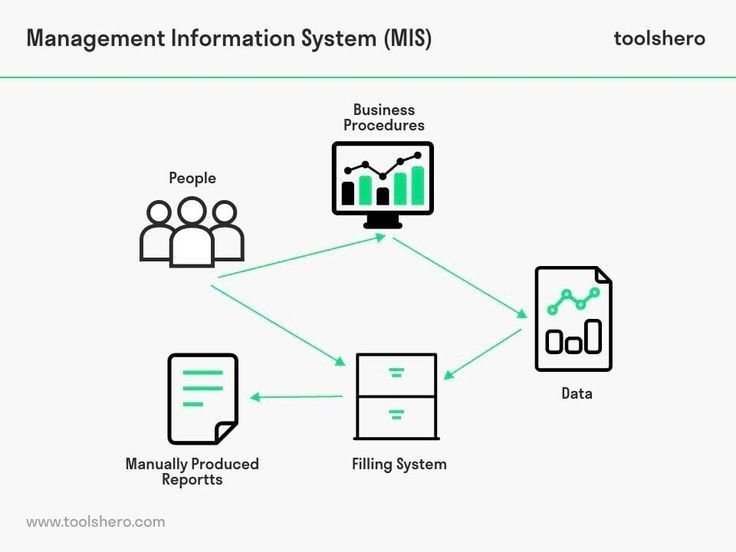 Management Information System (MIS)
toolshero
Business
Procedures
People
Data
Manually Produced
Reportts
Filling System
www.toolshero.com